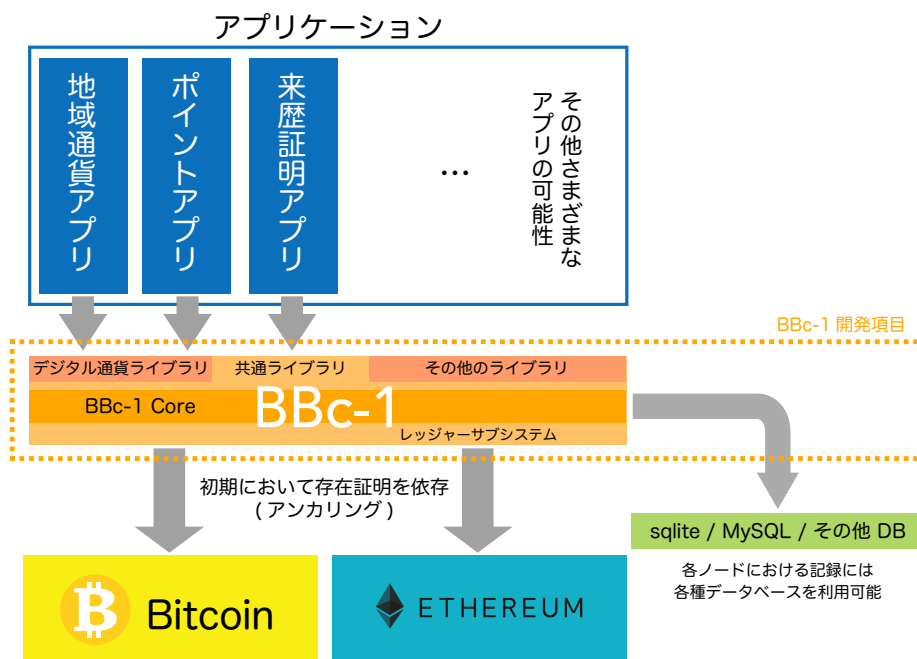 アプリケーション
地域通貨アプリ
ポイントアプリ
来歴証明アプリ
…
その他さまざまな
アプリの可能性
BBc-1 開発項目
デジタル通貨ライブラリ
共通ライブラリ
その他のライブラリ
BBc-1 Core
BBc-1
レッジャーサブシステム
初期において存在証明を依存
( アンカリング )
sqlite / MySQL / その他 DB
各ノードにおける記録には
各種データベースを利用可能
Bitcoin
ETHEREUM